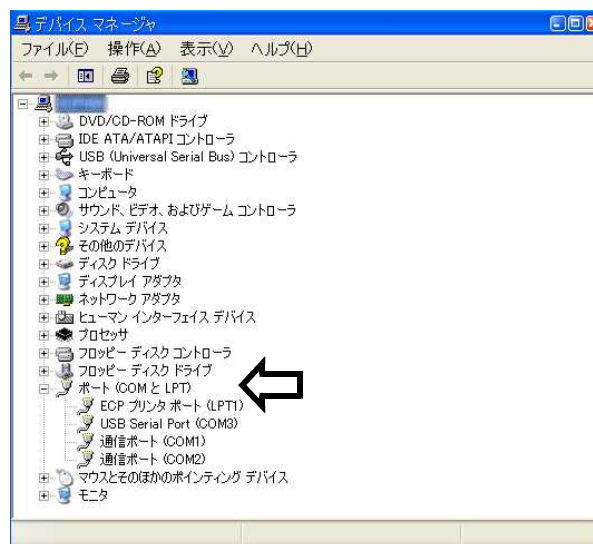 デバイス マネージャ
ファイル(F) 操作(A) 表示(V) ヘルプ(H)
DVD/CD-ROM ドライブ
IDE ATA/ATAPI コントローラ
USB (Universal Serial Bus) コントローラ
キーボード
コンピュータ
サウンド、ビデオ、およびゲーム コントローラ
システム デバイス
その他のデバイス
ディスク ドライブ
ディスプレイ アダプタ
ネットワーク アダプタ
ヒューマン インターフェイス デバイス
プロセッサ
フロッピー ディスク コントローラ
フロッピー ディスク ドライブ
ポート (COM と LPT)
ECP プリンタ ポート (LPT1)
USB Serial Port (COM3)
通信ポート (COM1)
通信ポート (COM2)
マウスとそのほかのポインティング デバイス
モニタ